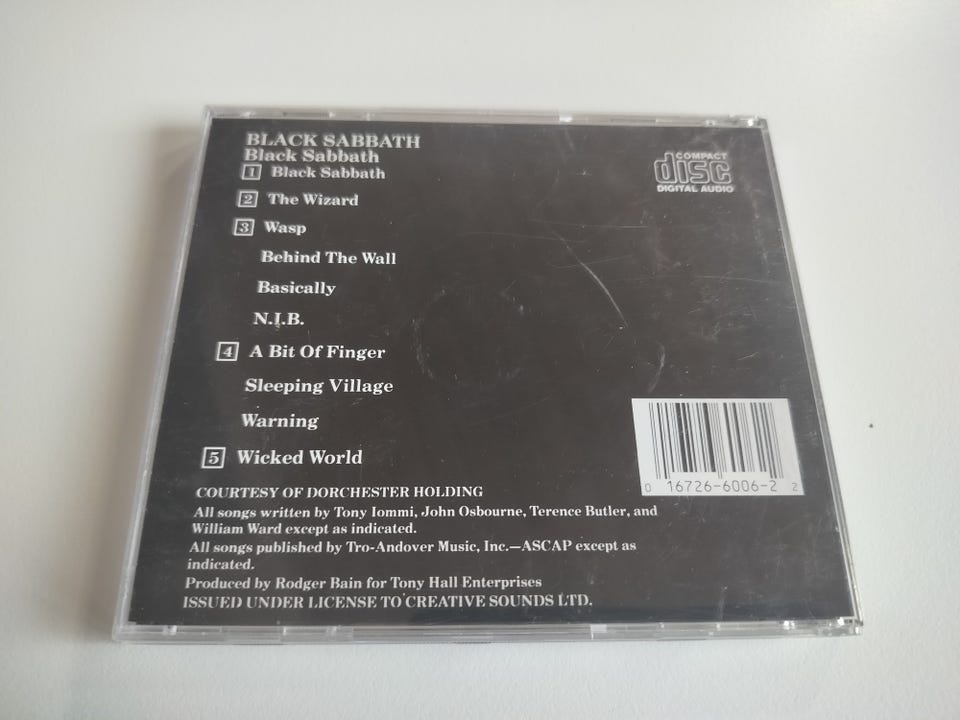 BLACK SABBATH
Black Sabbath
1 Black Sabbath
2 The Wizard
3 Wasp
Behind The Wall
Basically
N.I.B.
4 A Bit Of Finger
Sleeping Village
Warning
5 Wicked World
COMPACT
disc
DIGITAL AUDIO
0 16726-6006-2 2
COURTESY OF DORCHESTER HOLDING
All songs written by Tony Iommi, John Osbourne, Terence Butler, and
William Ward except as indicated.
All songs published by Tro-Andover Music, Inc.—ASCAP except as
indicated.
Produced by Rodger Bain for Tony Hall Enterprises
ISSUED UNDER LICENSE TO CREATIVE SOUNDS LTD.